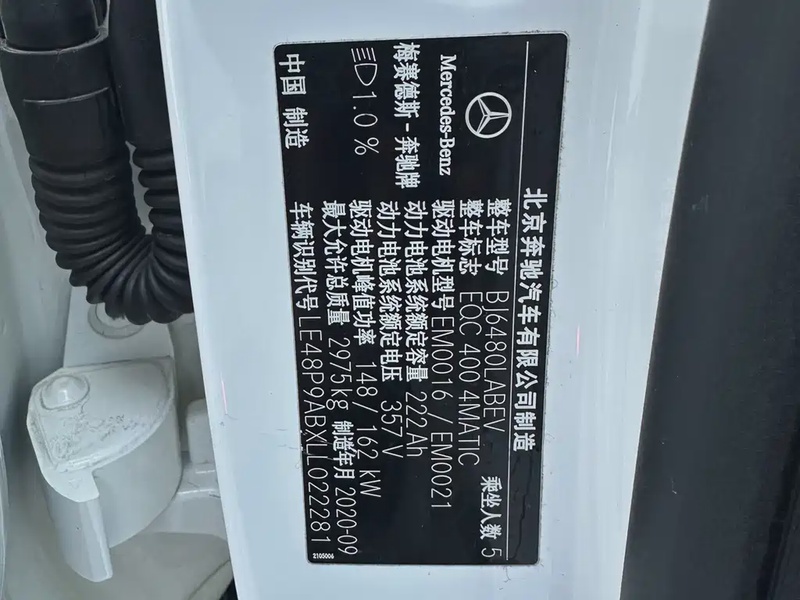 北京奔驰汽车有限公司制造
Mercedes-Benz
梅赛德斯-奔驰牌
1.0 %
中国 制造
整车型号 BJ6480LABEV 乘坐人数 5
整车标志 EQC 400 4MATIC
驱动电机型号 EM0016 / EM0021
动力电池系统额定容量 222 Ah
动力电池系统额定电压 357 V
驱动电机峰值功率 148 / 162 kW
最大允许总质量 2975kg 制造年月 2020-09
车辆识别代号 LE48P9ABXLL022281
2105006